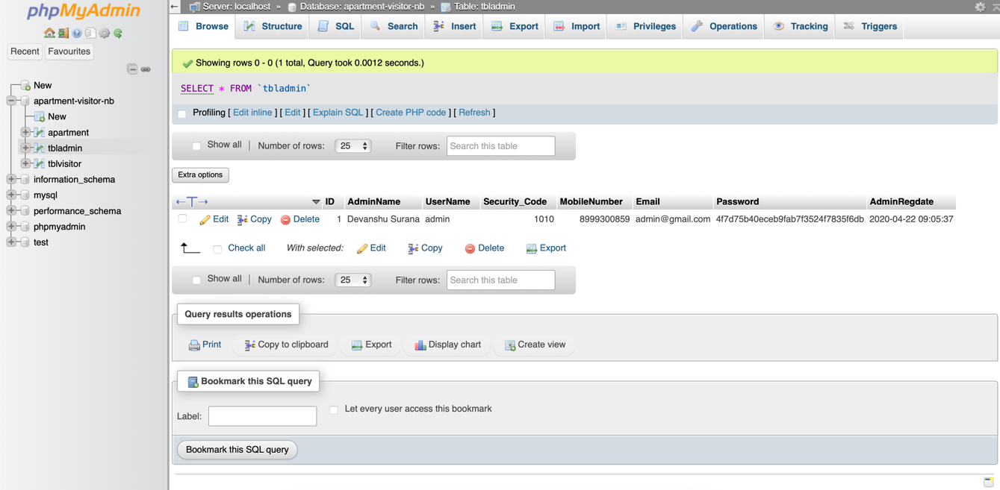 phpMyAdmin
Recent Favourites
New
apartment-visitor-nb
New
apartment
tbladmin
tblvisitor
information_schema
mysql
performance_schema
phpmyadmin
test
Server: localhost » Database: apartment-visitor-nb » Table: tbladmin
Browse Structure SQL Search Insert Export Import Privileges Operations Tracking Triggers
Showing rows 0 - 0 (1 total, Query took 0.0012 seconds.)
SELECT * FROM `tbladmin`
Profiling [ Edit inline ] [ Edit ] [ Explain SQL ] [ Create PHP code ] [ Refresh ]
Show all | Number of rows: 25 Filter rows: Search this table
Extra options
←T→ ID AdminName UserName Security_Code MobileNumber Email Password AdminRegdate
Edit Copy Delete 1 Devanshu Surana admin 1010 8999300859 admin@gmail.com 4f7d75b40eceb9fab7f3524f7835f6db 2020-04-22 09:05:37
Check all With selected: Edit Copy Delete Export
Show all | Number of rows: 25 Filter rows: Search this table
Query results operations
Print Copy to clipboard Export Display chart Create view
Bookmark this SQL query
Label: Let every user access this bookmark
Bookmark this SQL query